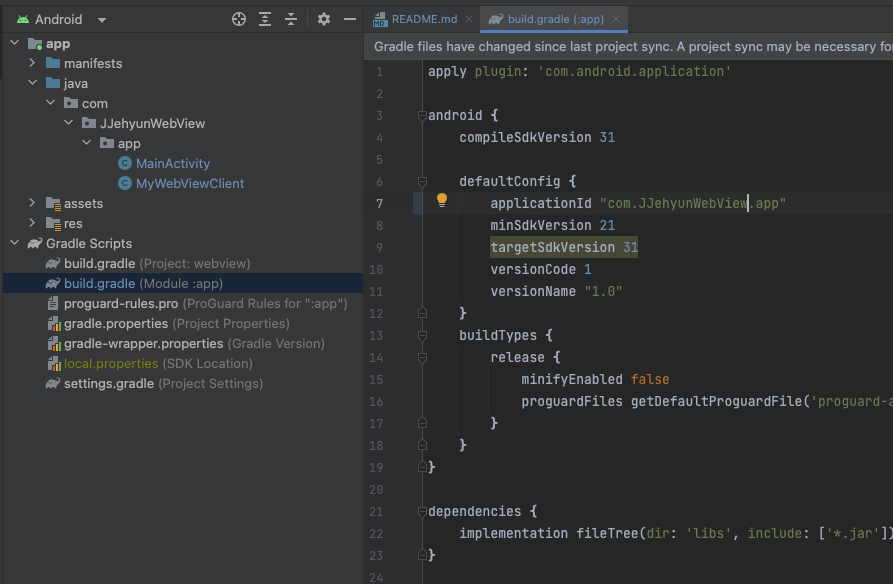 Android
README.md
build.gradle (:app)
app
manifests
java
com
JJehyunWebView
app
MainActivity
MyWebViewClient
assets
res
Gradle Scripts
build.gradle (Project: webview)
build.gradle (Module :app)
proguard-rules.pro (ProGuard Rules for ":app")
gradle.properties (Project Properties)
gradle-wrapper.properties (Gradle Version)
local.properties (SDK Location)
settings.gradle (Project Settings)
Gradle files have changed since last project sync. A project sync may be necessary fo
1 apply plugin: 'com.android.application'
2
3 android {
4 compileSdkVersion 31
5
6 defaultConfig {
7 applicationId "com.JJehyunWebView.app"
8 minSdkVersion 21
9 targetSdkVersion 31
10 versionCode 1
11 versionName "1.0"
12 }
13 buildTypes {
14 release {
15 minifyEnabled false
16 proguardFiles getDefaultProguardFile('proguard-a
17 }
18 }
19 }
20
21 dependencies {
22 implementation fileTree(dir: 'libs', include: ['*.jar'])
23 }
24